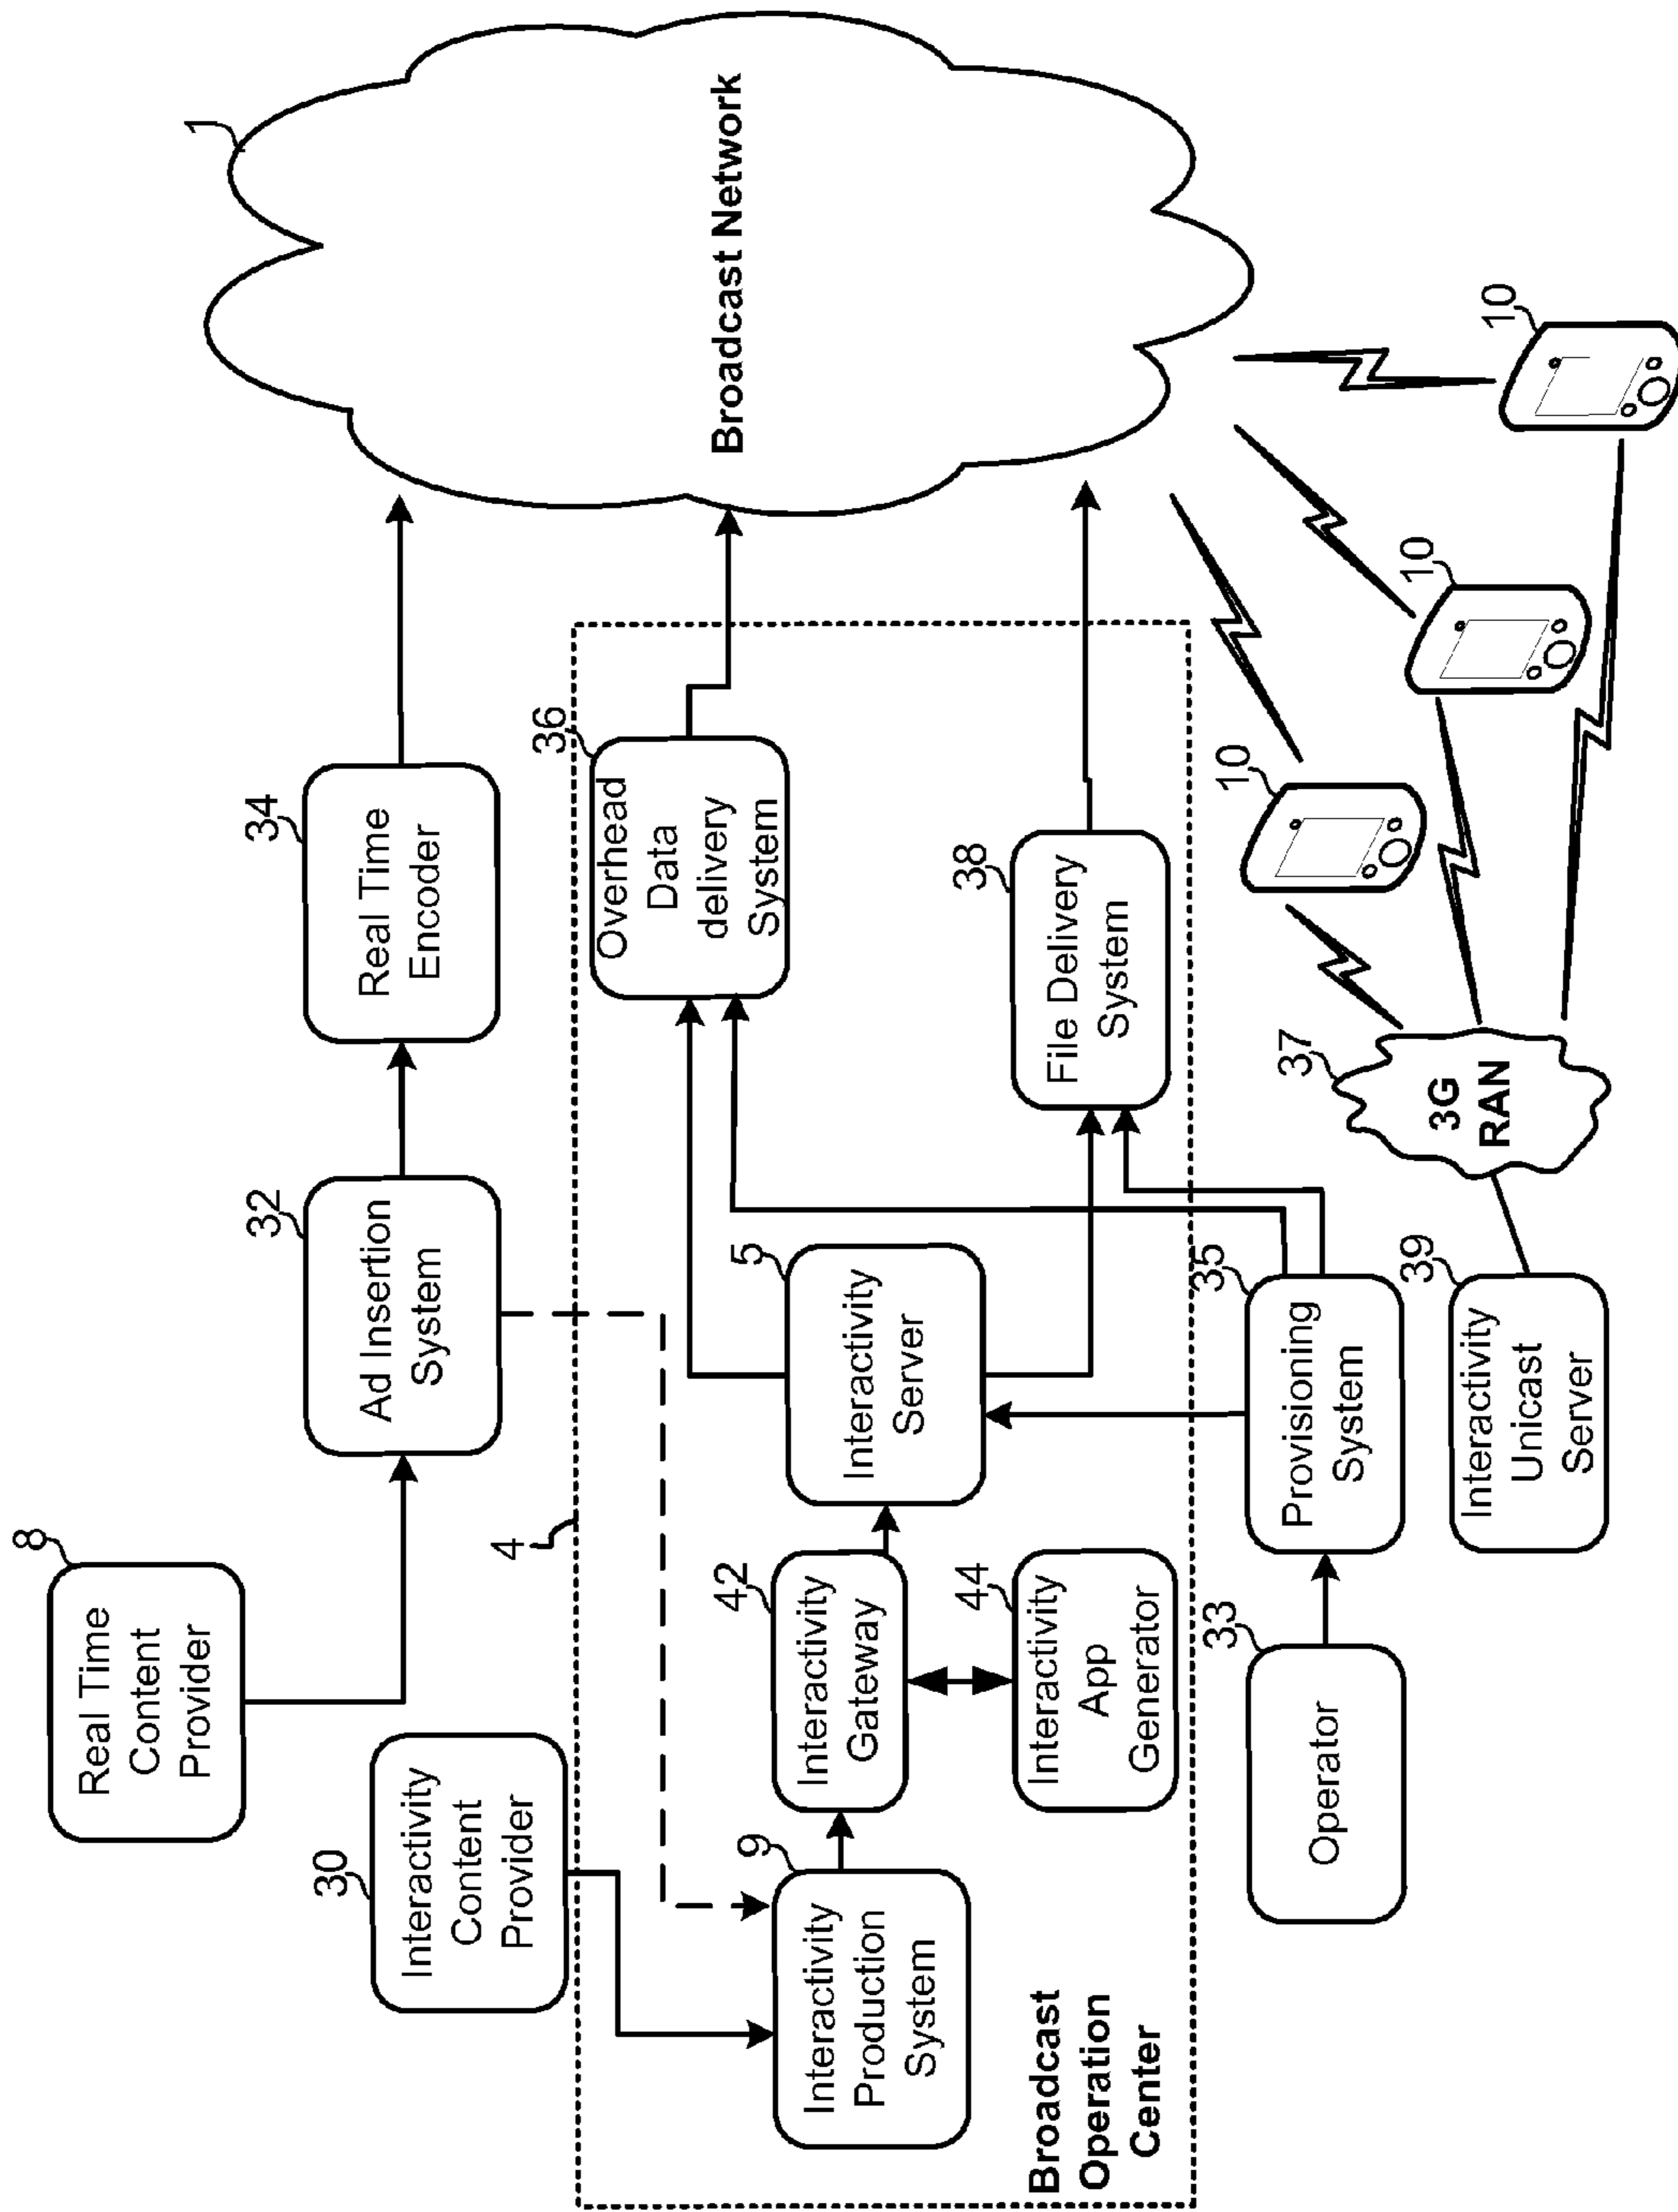 8
Real Time
Content
Provider
32
Ad Insertion
System
34
Real Time
Encoder
1
Broadcast Network
30
Interactivity
Content
Provider
4
36
Overhead
Data
delivery
System
5
Interactivity
Server
9
Interactivity
Production
System
42
Interactivity
Gateway
44
Interactivity
App
Generator
38
File Delivery
System
Broadcast
Operation
Center
33
Operator
35
Provisioning
System
39
Interactivity
Unicast
Server
37
3G
RAN
10
10
10